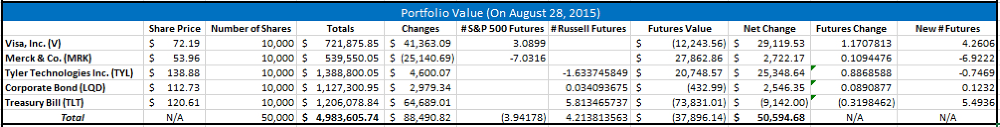 Portfolio Value (On August 28, 2015)
Share Price Number of Shares Totals Changes #S&P 500 Futures #Russell Futures Futures Value Net Change Futures Change New # Futures
Visa, Inc. (V) $ 72.19 10,000 $ 721,875.85 $ 41,363.09 3.0899 $ (12,243.56) $ 29,119.53 1.1707813 4.2606
Merck & Co. (MRK) $ 53.96 10,000 $ 539,550.05 $ (25,140.69) -7.0316 $ 27,862.86 $ 2,722.17 0.1094476 -6.9222
Tyler Technologies Inc. (TYL) $ 138.88 10,000 $ 1,388,800.05 $ 4,600.07 -1.633745849 $ 20,748.57 $ 25,348.64 0.8868588 -0.7469
Corporate Bond (LQD) $ 112.73 10,000 $ 1,127,300.95 $ 2,979.34 0.034093675 $ (432.99) $ 2,546.35 0.0890877 0.1232
Treasury Bill (TLT) $ 120.61 10,000 $ 1,206,078.84 $ 64,689.01 5.813465737 $ (73,831.01) $ (9,142.00) (0.3198462) 5.4936
Total N/A 50,000 $ 4,983,605.74 $ 88,490.82 (3.94178) 4.213813563 $ (37,896.14) $ 50,594.68 N/A N/A